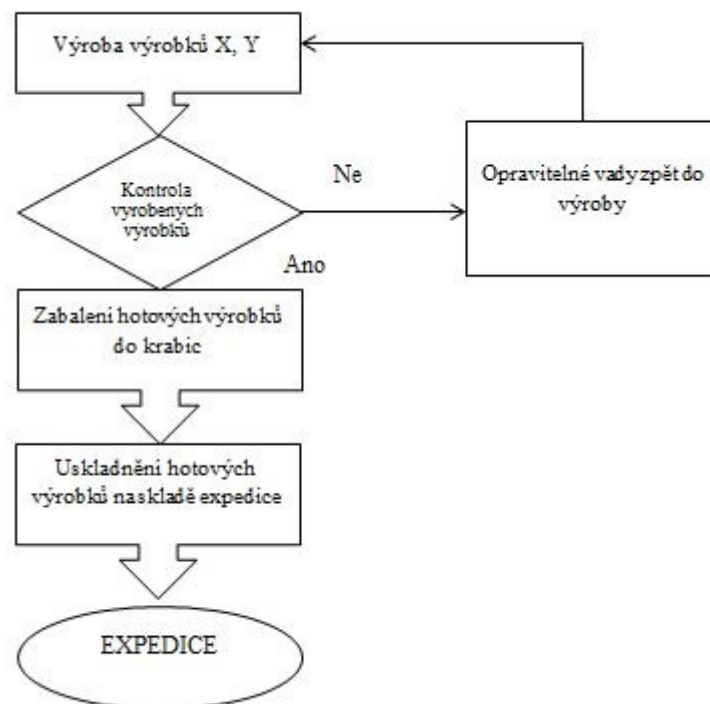 Výroba výrobků X, Y
Kontrola
vyrobených
výrobků
Ne
Opravitelné vady zpět do
výroby
Ano
Zabalení hotových výrobků
do krabic
Uskladnění hotových
výrobků na skladě expedice
EXPEDICE